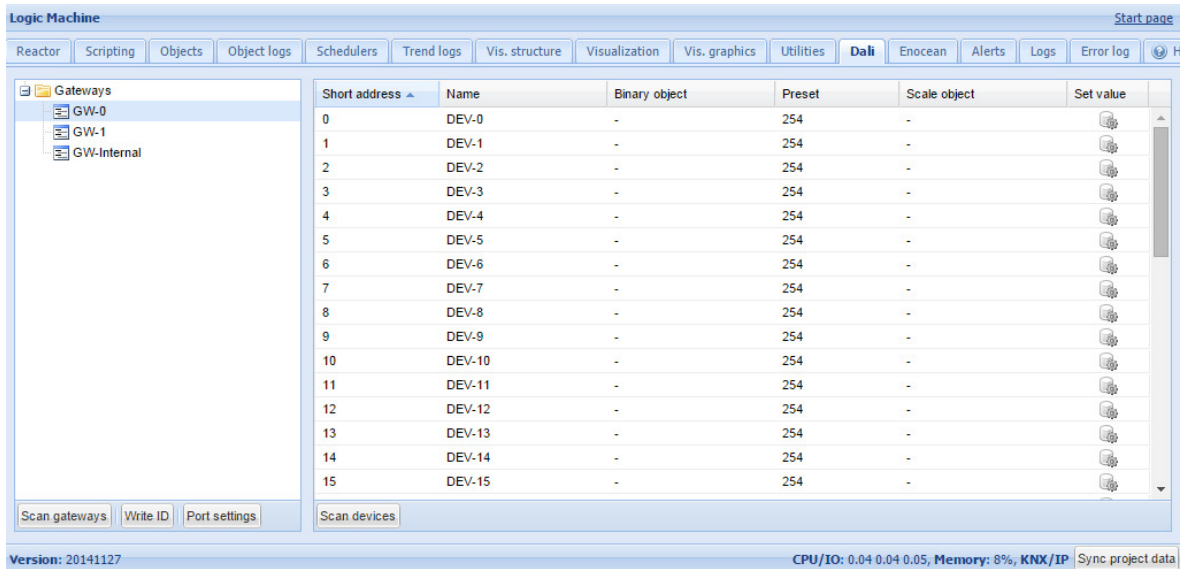 Logic Machine Start page
Reactor Scripting Objects Object logs Schedulers Trend logs Vis. structure Visualization Vis. graphics Utilities Dali Enocean Alerts Logs Error log
Gateways
GW-0
GW-1
GW-Internal
Short address Name Binary object Preset Scale object Set value
0 DEV-0 - 254 -
1 DEV-1 - 254 -
2 DEV-2 - 254 -
3 DEV-3 - 254 -
4 DEV-4 - 254 -
5 DEV-5 - 254 -
6 DEV-6 - 254 -
7 DEV-7 - 254 -
8 DEV-8 - 254 -
9 DEV-9 - 254 -
10 DEV-10 - 254 -
11 DEV-11 - 254 -
12 DEV-12 - 254 -
13 DEV-13 - 254 -
14 DEV-14 - 254 -
15 DEV-15 - 254 -
Scan gateways Write ID Port settings Scan devices
Version: 20141127 CPU/IO: 0.04 0.04 0.05, Memory: 8%, KNX/IP Sync project data